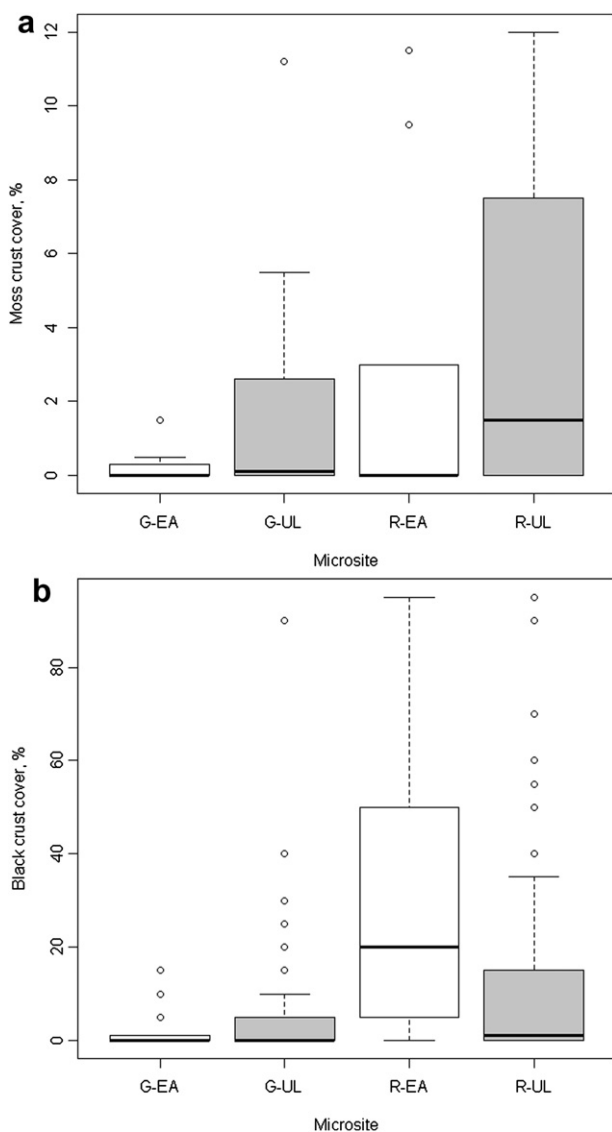 a
Moss crust cover, %
12
10
8
6
4
2
0
G-EA G-UL R-EA R-UL
Microsite
b
Black crust cover, %
80
60
40
20
0
G-EA G-UL R-EA R-UL
Microsite